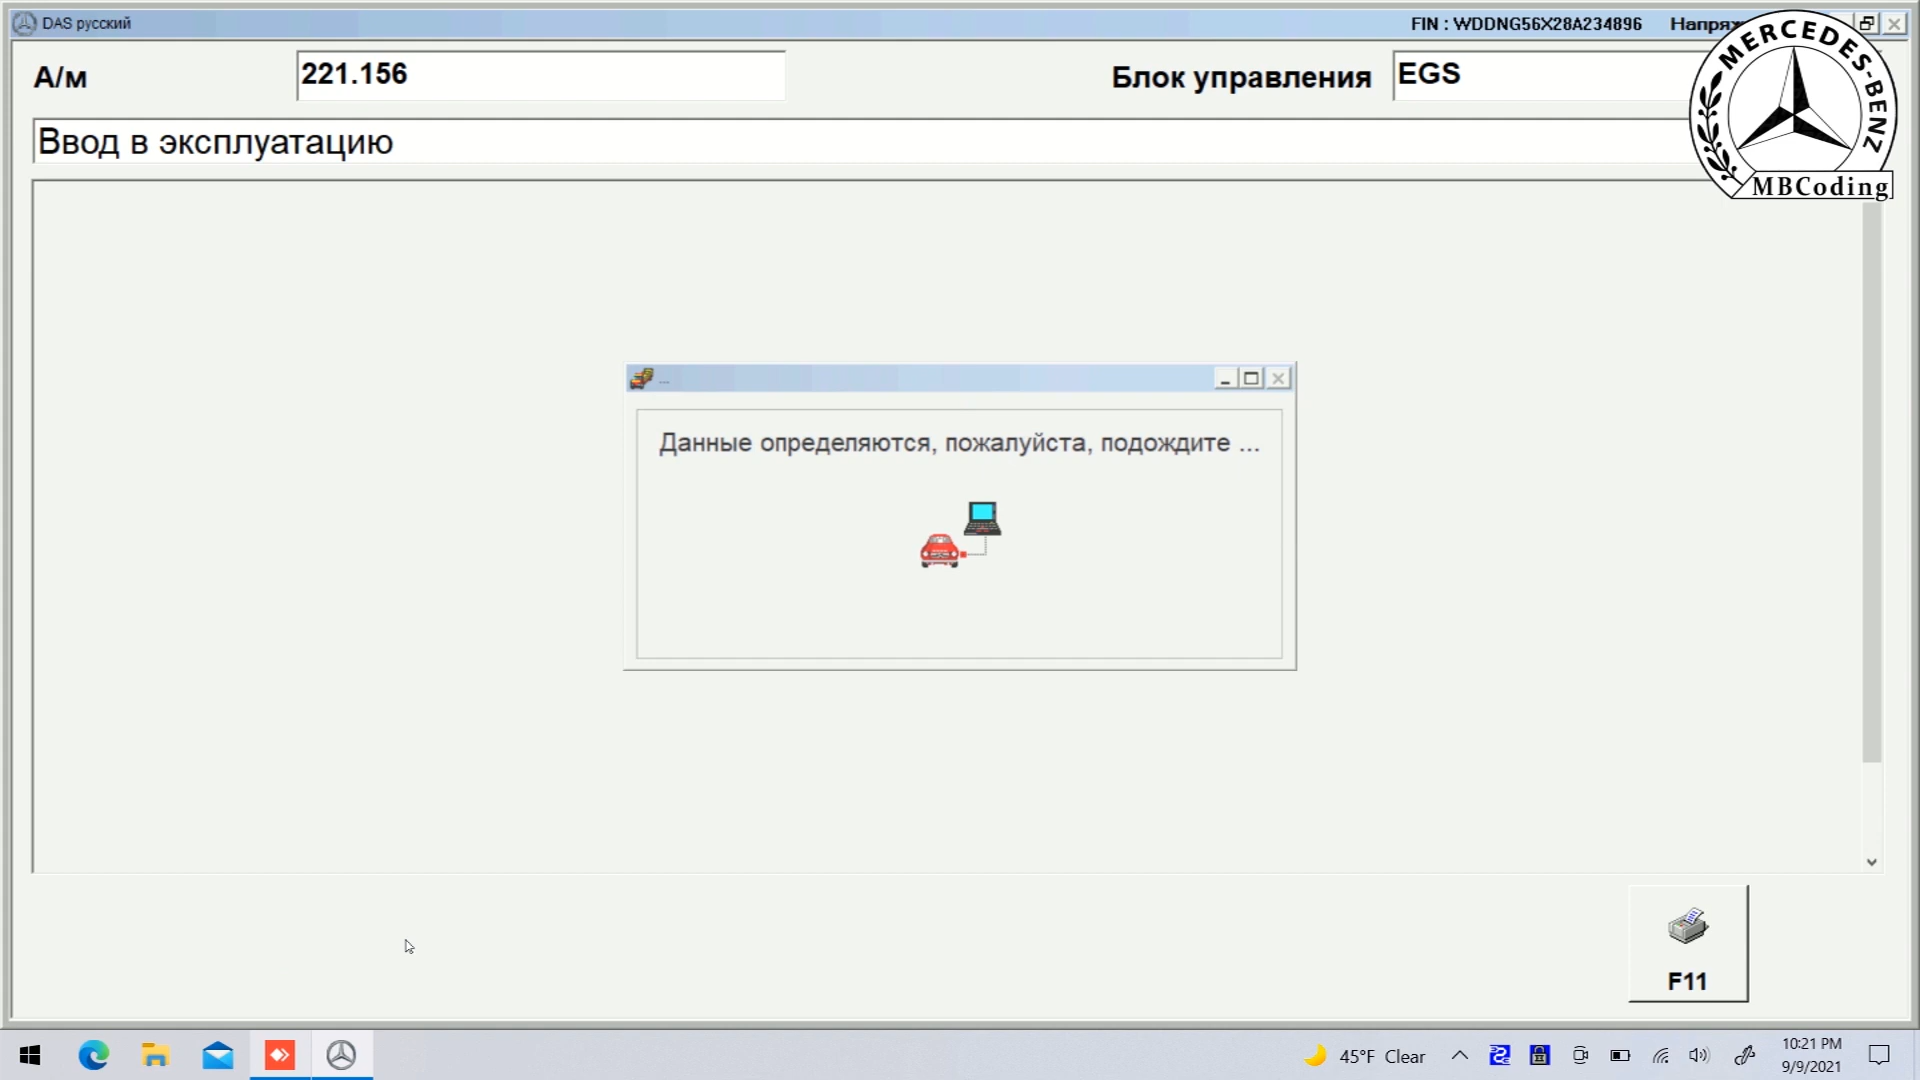 DAS русский
FIN : WDDNG56X28A234896
MERCEDES-BENZ
MBCoding
А/м
221.156
Блок управления
EGS
Ввод в эксплуатацию
...
Данные определяются, пожалуйста, подождите ...
F11
45°F Clear
10:21 PM
9/9/2021